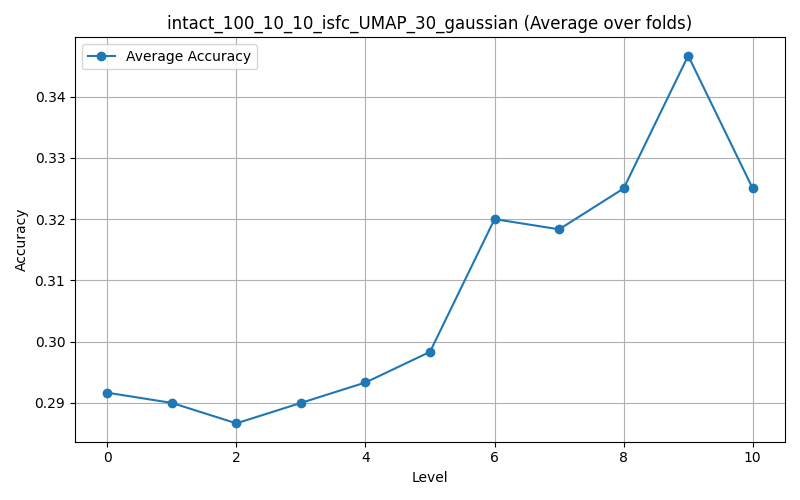 intact_100_10_10_isfc_UMAP_30_gaussian (Average over folds)
Average Accuracy
0.34
0.33
0.32
0.31
0.30
0.29
Accuracy
0 2 4 6 8 10
Level